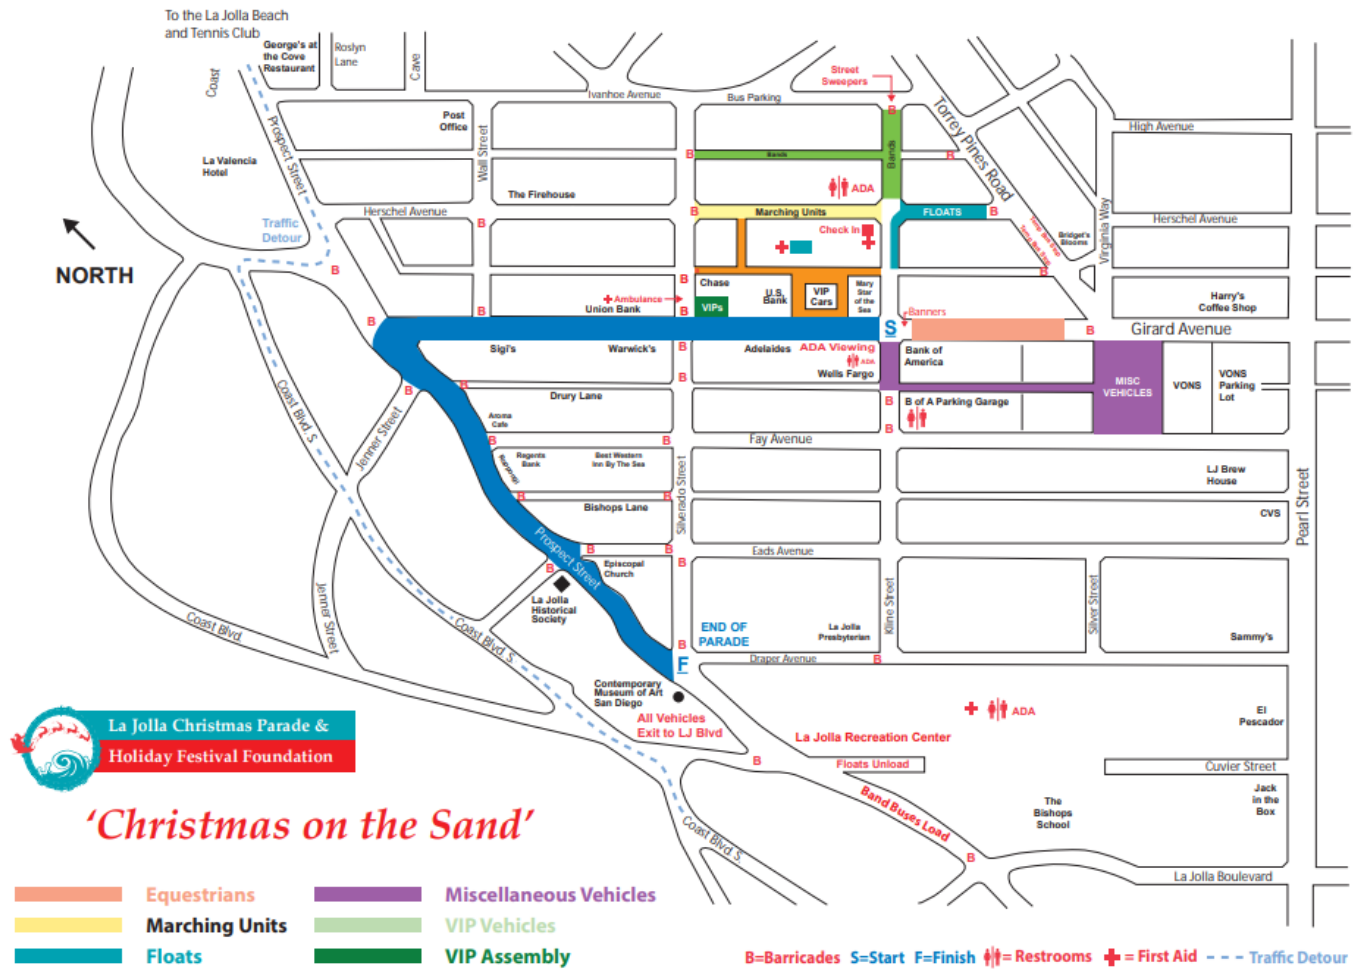 To the La Jolla Beach
and Tennis Club
George's at
the Cove
Restaurant
Roslyn
Lane
Cave
Coast
Prospect Street
Ivanhoe Avenue
Bus Parking
Street
Sweepers
B
Torrey Pines Road
High Avenue
Post
Office
Wall Street
La Valencia
Hotel
B
Bands
Bands
B
The Firehouse
ADA
Virginia Way
Herschel Avenue
B
Marching Units
FLOATS
B
Herschel Avenue
Traffic
Detour
B
Check In
Temp Bus Stop
Temp Bus Stop
Bridget's
Blooms
NORTH
B
B
B
Chase
U.S.
Bank
VIP
Cars
Mary
Star
of the
Sea
Harry's
Coffee Shop
Ambulance
VIPs
Union Bank
B
B
B
Banners
S
B
Girard Avenue
Sigi's
Warwick's
B
Adelaides
ADA Viewing
ADA
Wells Fargo
Bank of
America
MISC
VEHICLES
VONS
VONS
Parking
Lot
B
B
B
Drury Lane
B
B of A Parking Garage
B
Aroma
Cafe
Coast Blvd. S.
Jenner Street
B
B
Fay Avenue
Regents
Bank
Best Western
Inn By The Sea
Silverado Street
LJ Brew
House
Pearl Street
B
B
Bishops Lane
CVS
Prospect Street
B
B
Eads Avenue
B
B
Episcopal
Church
Jenner Street
La Jolla
Historical
Society
Kline Street
Silver Street
Coast Blvd.
Coast Blvd. S.
END OF
PARADE
La Jolla
Presbyterian
Sammy's
B
F
Draper Avenue
B
Contemporary
Museum of Art
San Diego
All Vehicles
Exit to LJ Blvd
ADA
El
Pescador
La Jolla Recreation Center
B
Floats Unload
Cuvier Street
Band Buses Load
The
Bishops
School
Jack
in the
Box
B
La Jolla Boulevard
Coast Blvd. S.
La Jolla Christmas Parade &
Holiday Festival Foundation
'Christmas on the Sand'
Equestrians
Miscellaneous Vehicles
Marching Units
VIP Vehicles
Floats
VIP Assembly
B=Barricades S=Start F=Finish = Restrooms = First Aid Traffic Detour